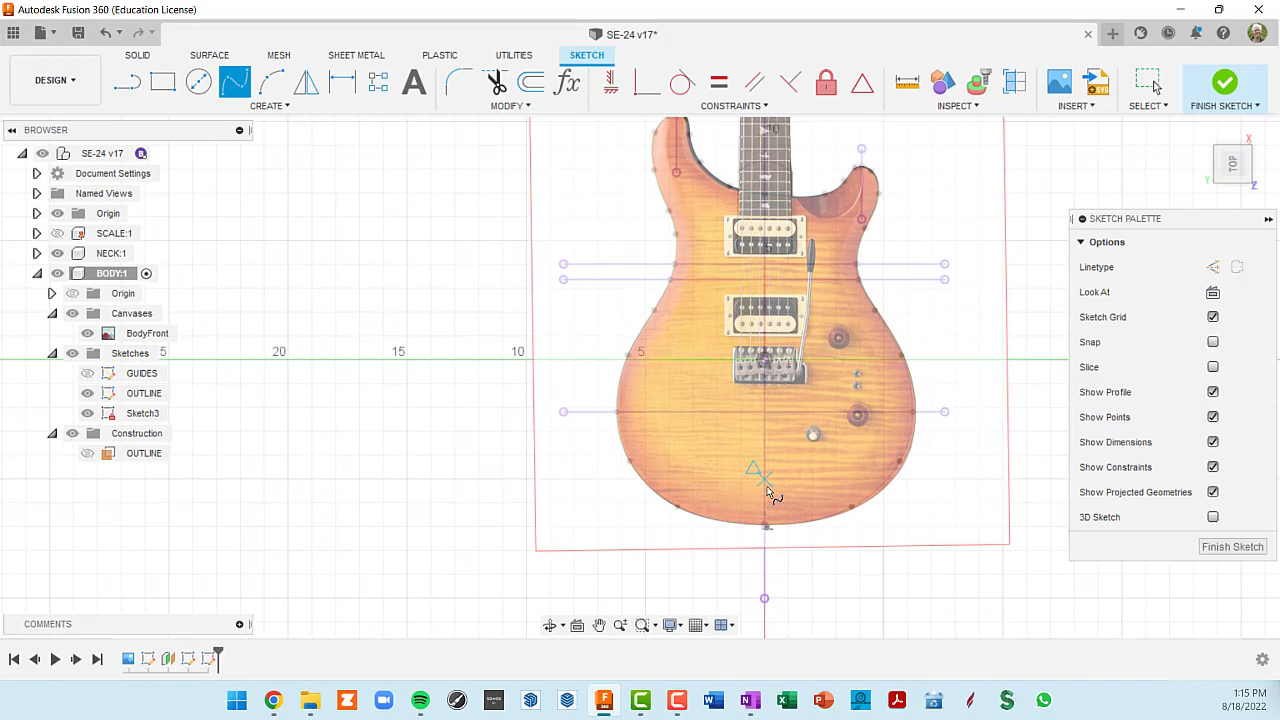 Autodesk Fusion 360 (Education License)
SE-24 v17*
DESIGN
SOLID SURFACE MESH SHEET METAL PLASTIC UTILITIES SKETCH
fx
A
CREATE MODIFY CONSTRAINTS INSPECT INSERT SELECT FINISH SKETCH
SVG
BROWSER
SE-24 v17
Document Settings
Named Views
Origin
SCALE:1
NECK:1
BODY:1
Origin
Canvases
BodyFront
Sketches
GUIDES
OUTLINE
Sketch3
Construction
OUTLINE
5 20 15 10 5
TOP
X
Y
Z
SKETCH PALETTE
Options
Linetype
Look At
Sketch Grid
Snap
Slice
Show Profile
Show Points
Show Dimensions
Show Constraints
Show Projected Geometries
3D Sketch
Finish Sketch
COMMENTS
1:15 PM
8/18/2022